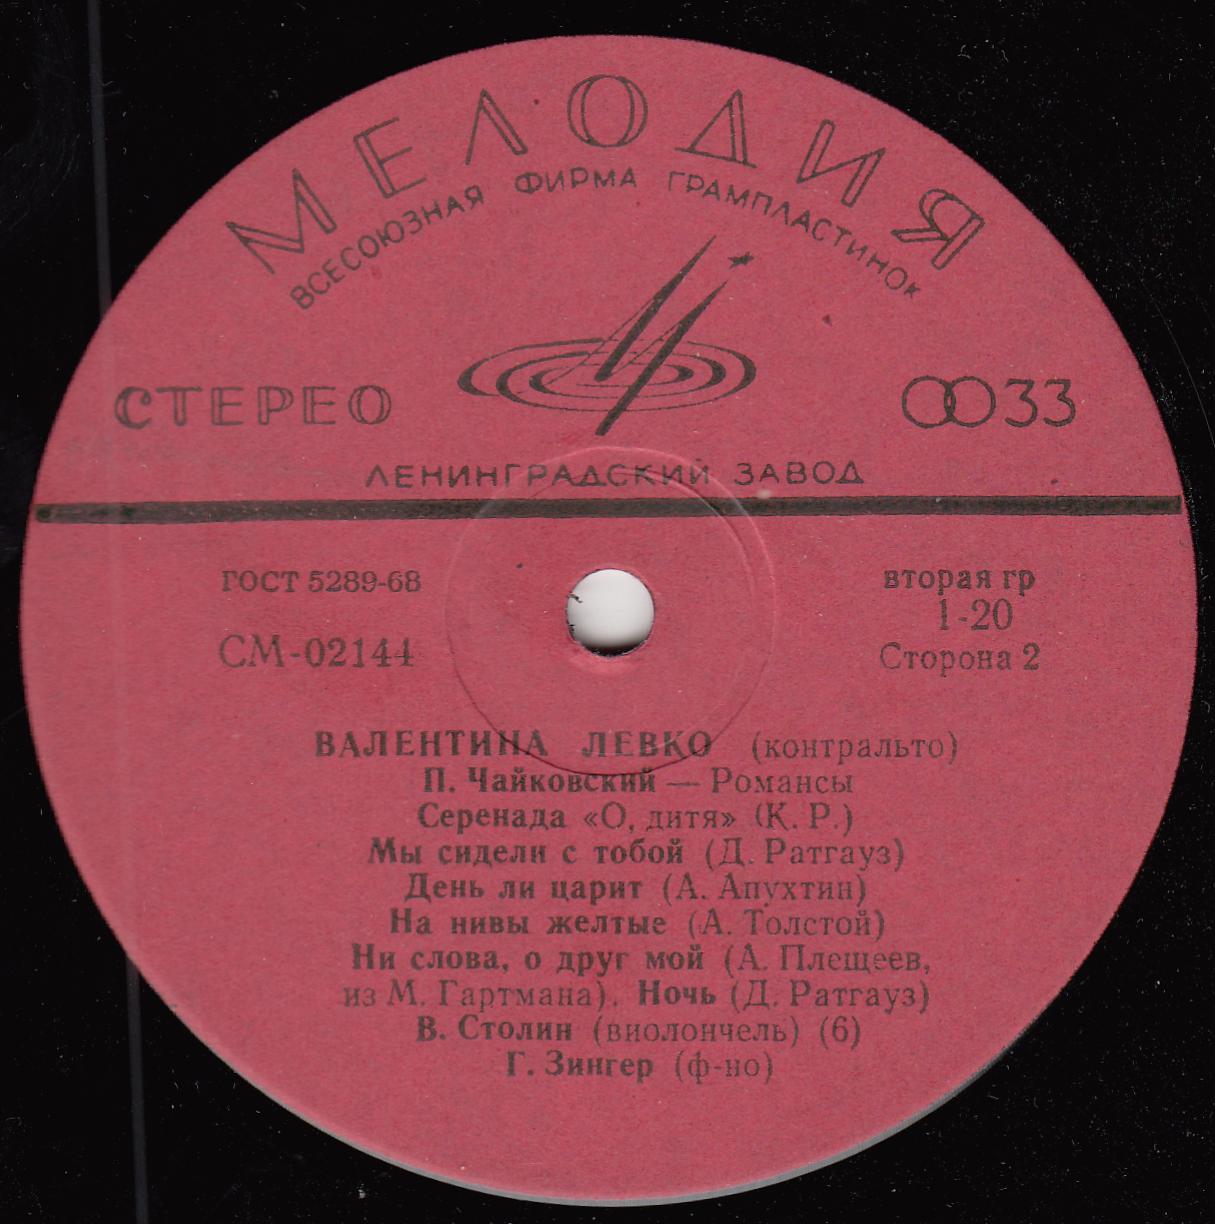 МЕЛОДИЯ
ВСЕСОЮЗНАЯ ФИРМА ГРАМПЛАСТИНОК
СТЕРЕО
33
ЛЕНИНГРАДСКИЙ ЗАВОД
ГОСТ 5289-68
вторая гр
1-20
СМ-02144
Сторона 2
ВАЛЕНТИНА ЛЕВКО (контральто)
П. Чайковский — Романсы
Серенада «О, дитя» (К. Р.)
Мы сидели с тобой (Д. Ратгауз)
День ли царит (А. Апухтин)
На нивы желтые (А. Толстой)
Ни слова, о друг мой (А. Плещеев,
из М. Гартмана). Ночь (Д. Ратгауз)
В. Столин (виолончель) (6)
Г. Зингер (ф-но)